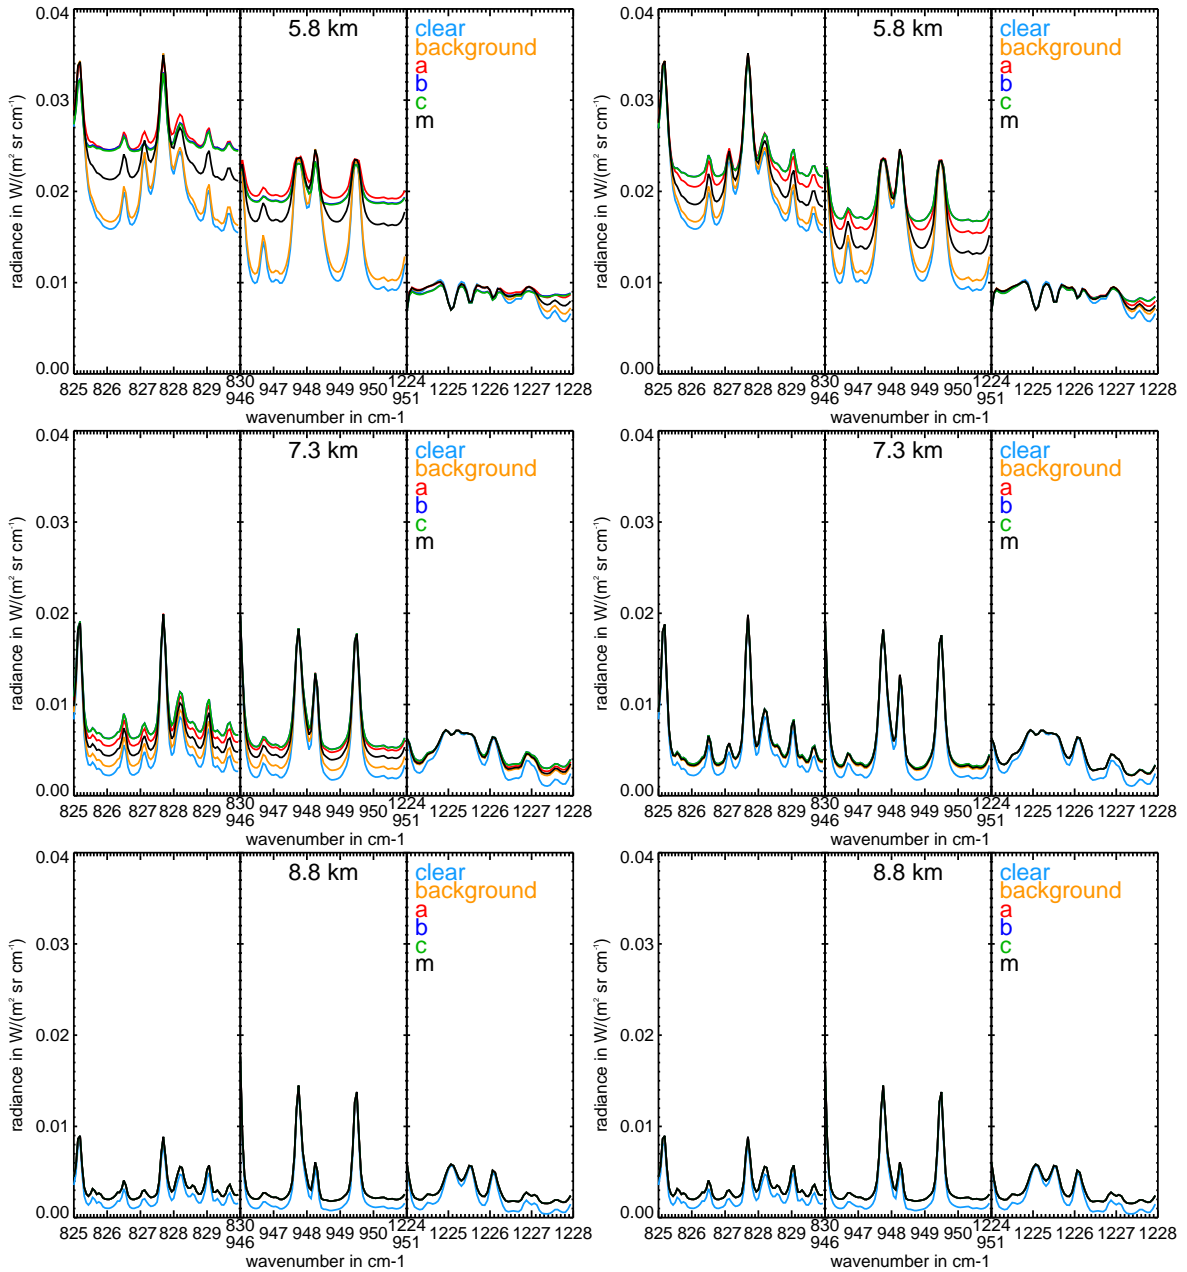 0.04
0.03
0.02
0.01
0.00
radiance in W/(m² sr cm⁻¹)
5.8 km
clear
background
a
b
c
m
825 826 827 828 829 830 947 948 949 950 1224 1225 1226 1227 1228
946 951
wavenumber in cm-1
0.04
0.03
0.02
0.01
0.00
radiance in W/(m² sr cm⁻¹)
5.8 km
clear
background
a
b
c
m
825 826 827 828 829 830 947 948 949 950 1224 1225 1226 1227 1228
946 951
wavenumber in cm-1
0.04
0.03
0.02
0.01
0.00
radiance in W/(m² sr cm⁻¹)
7.3 km
clear
background
a
b
c
m
825 826 827 828 829 830 947 948 949 950 1224 1225 1226 1227 1228
946 951
wavenumber in cm-1
0.04
0.03
0.02
0.01
0.00
radiance in W/(m² sr cm⁻¹)
7.3 km
clear
background
a
b
c
m
825 826 827 828 829 830 947 948 949 950 1224 1225 1226 1227 1228
946 951
wavenumber in cm-1
0.04
0.03
0.02
0.01
0.00
radiance in W/(m² sr cm⁻¹)
8.8 km
clear
background
a
b
c
m
825 826 827 828 829 830 947 948 949 950 1224 1225 1226 1227 1228
946 951
wavenumber in cm-1
0.04
0.03
0.02
0.01
0.00
radiance in W/(m² sr cm⁻¹)
8.8 km
clear
background
a
b
c
m
825 826 827 828 829 830 947 948 949 950 1224 1225 1226 1227 1228
946 951
wavenumber in cm-1